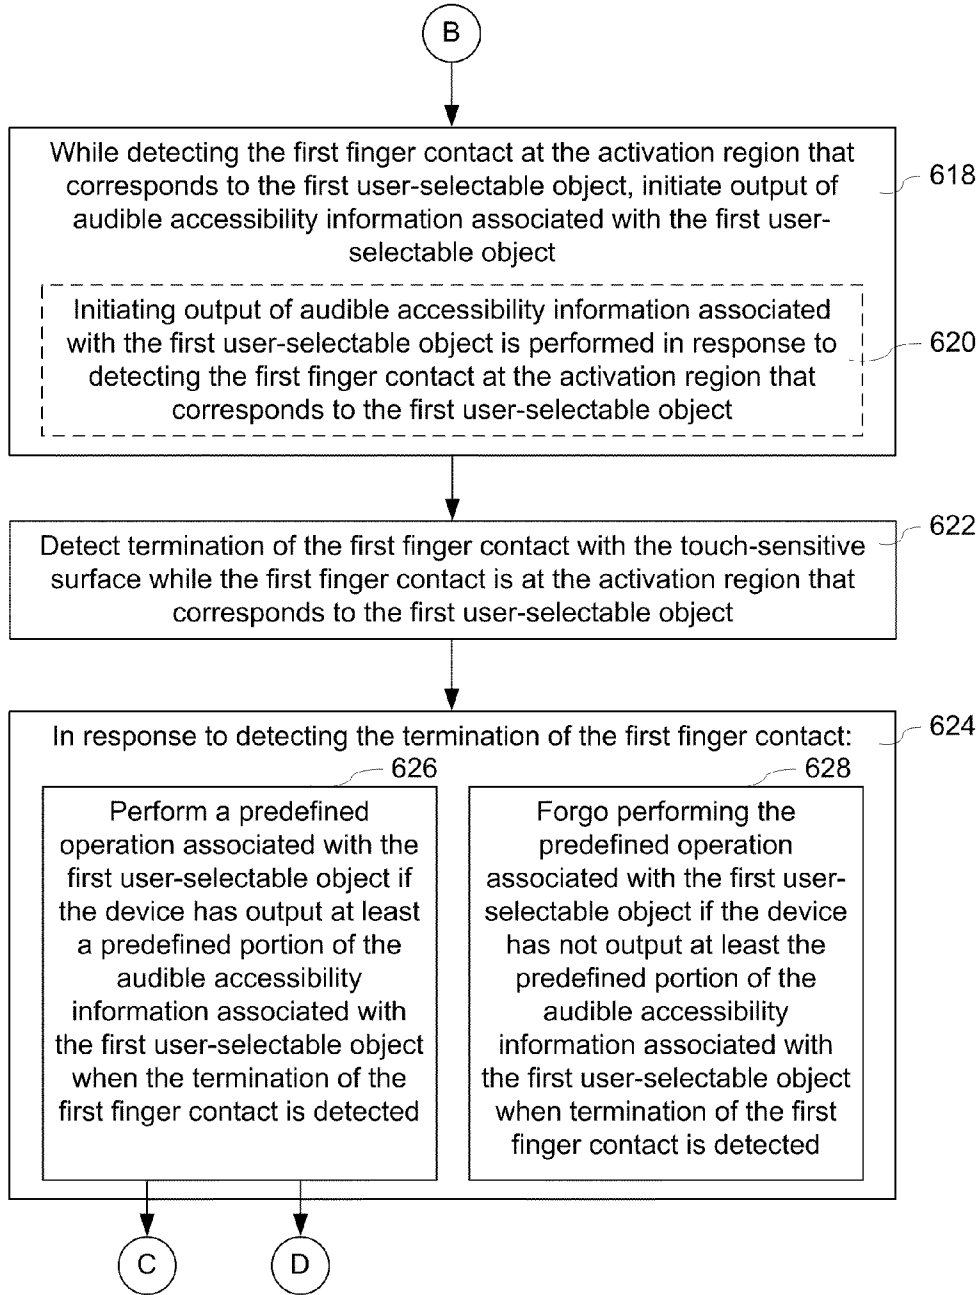 B
While detecting the first finger contact at the activation region that
corresponds to the first user-selectable object, initiate output of
audible accessibility information associated with the first user-
selectable object
618
Initiating output of audible accessibility information associated
with the first user-selectable object is performed in response to
detecting the first finger contact at the activation region that
corresponds to the first user-selectable object
620
Detect termination of the first finger contact with the touch-sensitive
surface while the first finger contact is at the activation region that
corresponds to the first user-selectable object
622
In response to detecting the termination of the first finger contact:
624
626
Perform a predefined
operation associated with the
first user-selectable object if
the device has output at least
a predefined portion of the
audible accessibility
information associated with
the first user-selectable object
when the termination of the
first finger contact is detected
628
Forgo performing the
predefined operation
associated with the first user-
selectable object if the device
has not output at least the
predefined portion of the
audible accessibility
information associated with
the first user-selectable object
when termination of the first
finger contact is detected
C
D